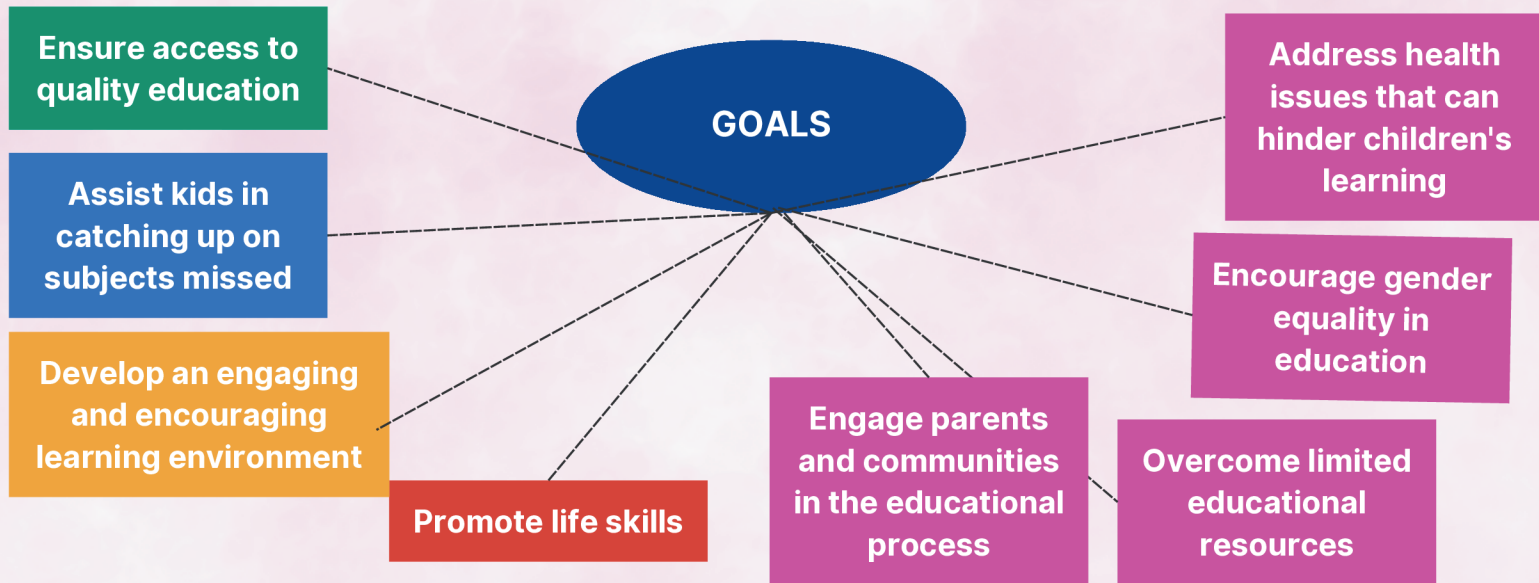 GOALS
Ensure access to
quality education
Assist kids in
catching up on
subjects missed
Develop an engaging
and encouraging
learning environment
Promote life skills
Engage parents
and communities
in the educational
process
Overcome limited
educational
resources
Encourage gender
equality in
education
Address health
issues that can
hinder children's
learning